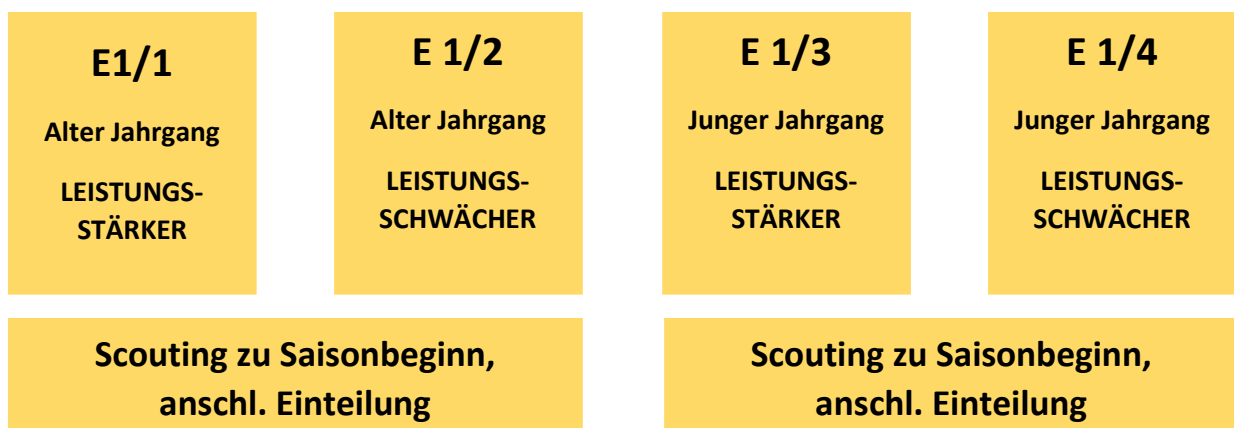 E1/1
Alter Jahrgang
LEISTUNGS-
STÄRKER
E 1/2
Alter Jahrgang
LEISTUNGS-
SCHWÄCHER
E 1/3
Junger Jahrgang
LEISTUNGS-
STÄRKER
E 1/4
Junger Jahrgang
LEISTUNGS-
SCHWÄCHER
Scouting zu Saisonbeginn,
anschl. Einteilung
Scouting zu Saisonbeginn,
anschl. Einteilung